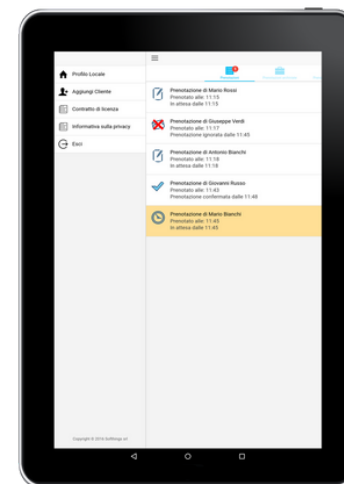 Profilo Locale
Aggiungi Cliente
Contratto di licenza
Informativa sulla privacy
Esci
Prenotazione di Mario Rossi
Prenotato alle: 11:15
In attesa dalle 11:15
Prenotazione di Giuseppe Verdi
Prenotato alle: 11:17
Prenotazione ignorata dalle 11:45
Prenotazione di Antonio Bianchi
Prenotato alle: 11:18
In attesa dalle 11:18
Prenotazione di Giovanni Russo
Prenotato alle: 11:43
Prenotazione confermata dalle 11:48
Prenotazione di Mario Bianchi
Prenotato alle: 11:45
In attesa dalle 11:45